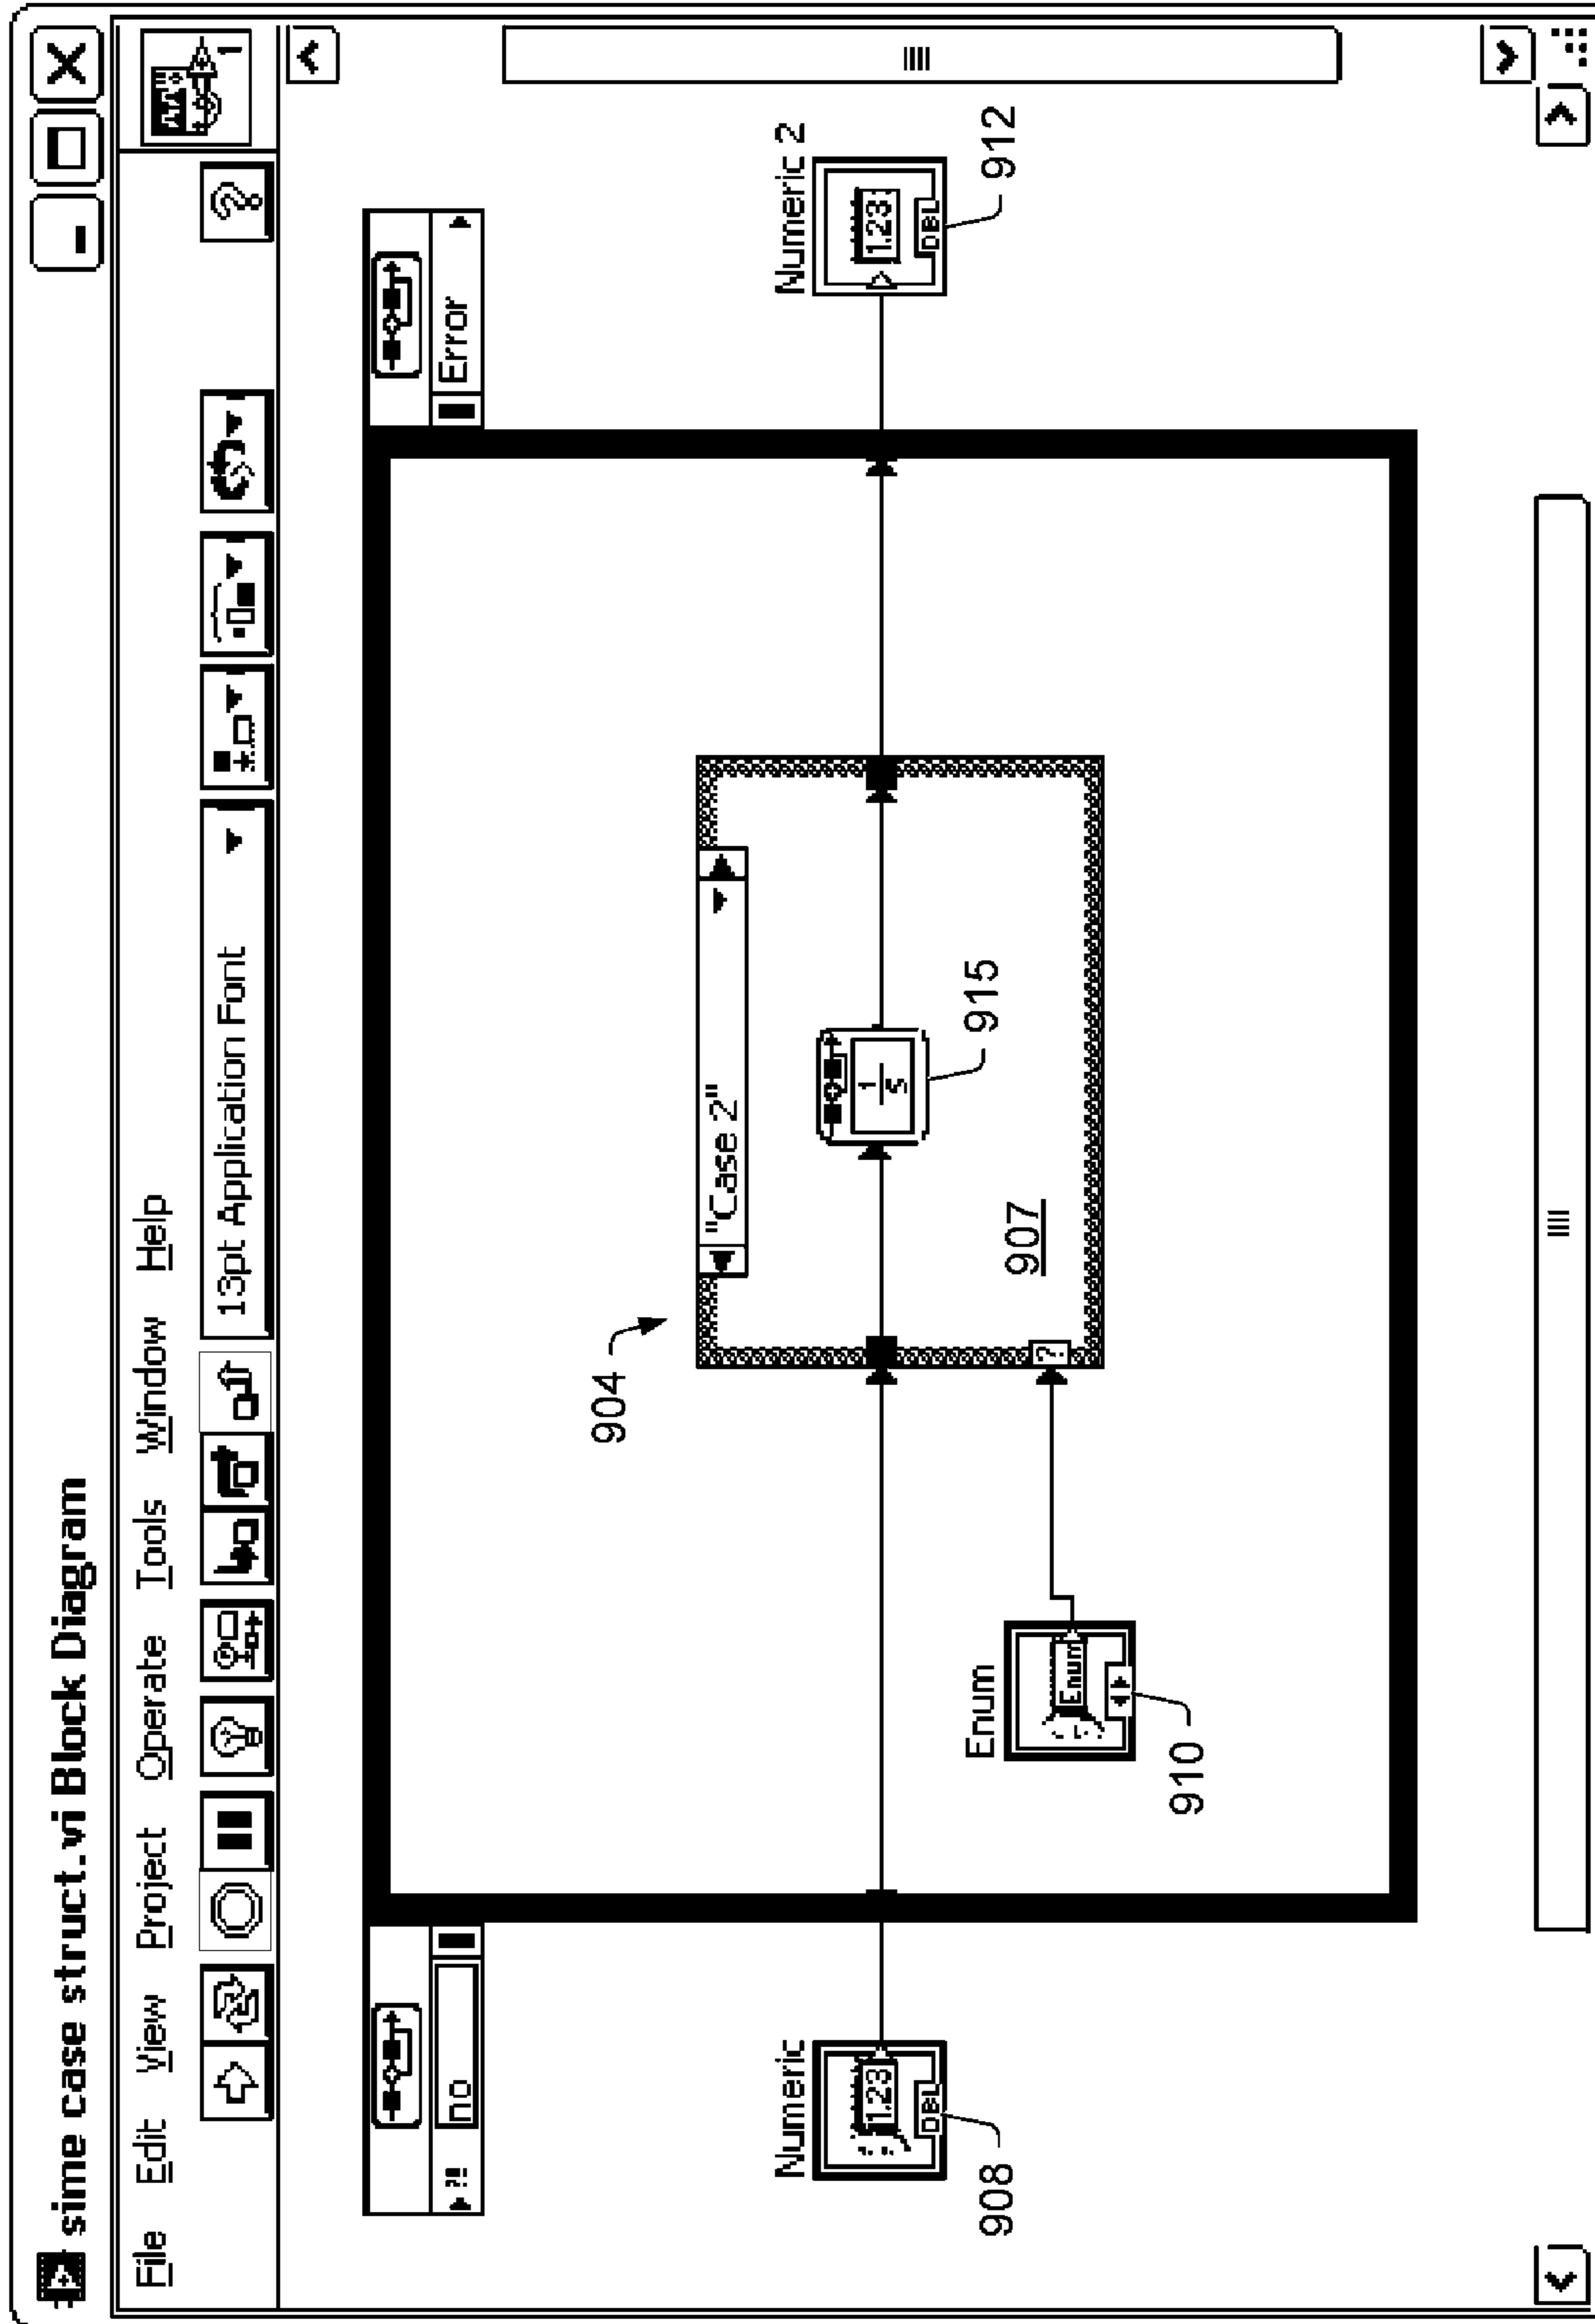 sime case struct.vi Block Diagram
File Edit View Project Operate Tools Window Help
13pt Application Font
1
?!
no
Error
904
"Case 2"
Numeric
1.23
DBL
908
1
s
915
Numeric 2
1.23
DBL
912
907
?
Enum
Enum
910